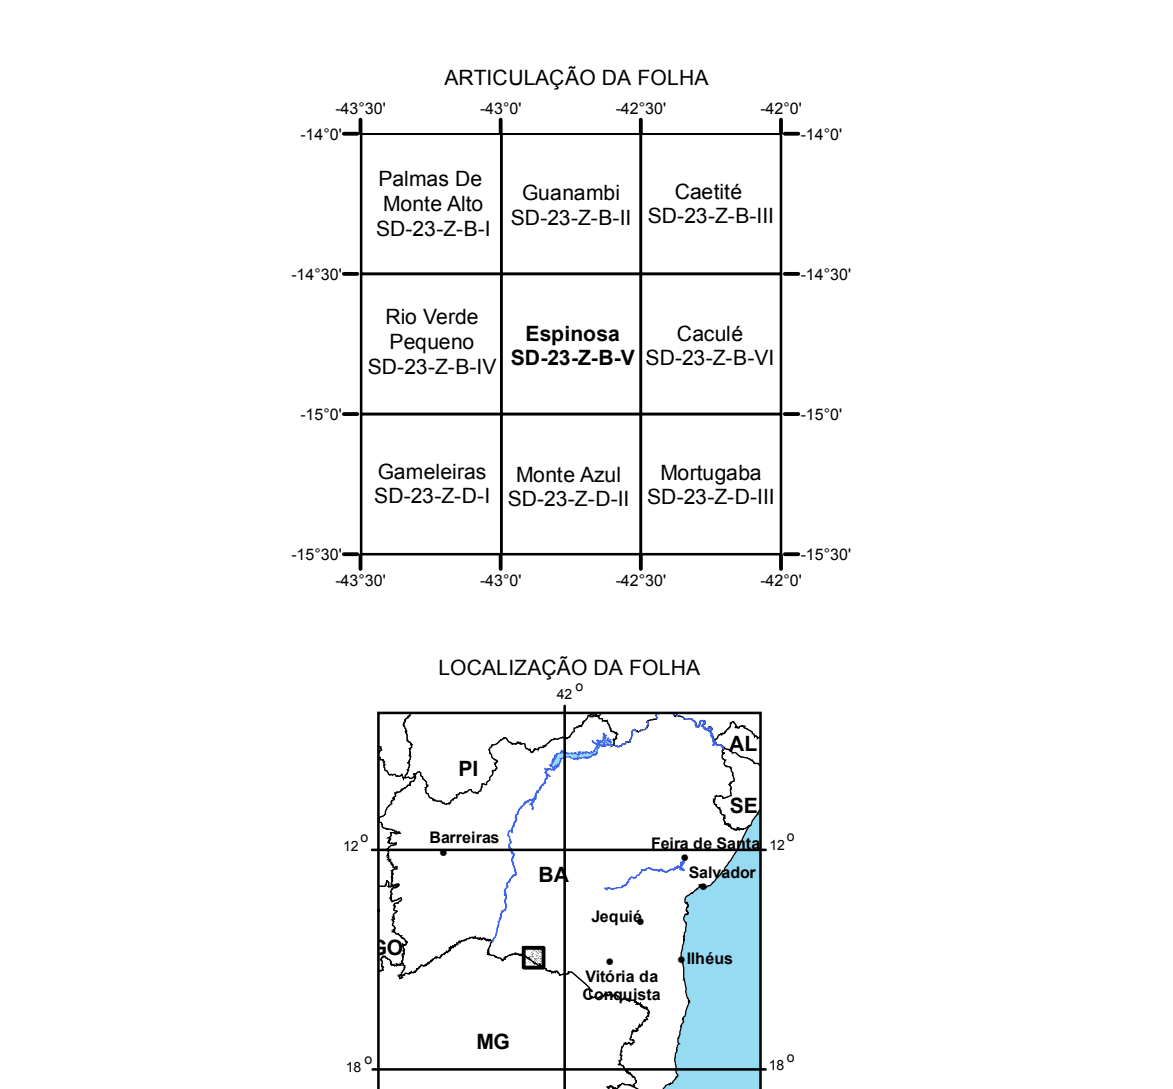 ARTICULAÇÃO DA FOLHA
-43°30' -43°0' -42°30' -42°0'
-14°0' -14°0'
Palmas De
Monte Alto
SD-23-Z-B-I
Guanambi
SD-23-Z-B-II
Caetité
SD-23-Z-B-III
-14°30' -14°30'
Rio Verde
Pequeno
SD-23-Z-B-IV
Espinosa
SD-23-Z-B-V
Caculé
SD-23-Z-B-VI
-15°0' -15°0'
Gameleiras
SD-23-Z-D-I
Monte Azul
SD-23-Z-D-II
Mortugaba
SD-23-Z-D-III
-15°30' -15°30'
-43°30' -43°0' -42°30' -42°0'
LOCALIZAÇÃO DA FOLHA
42°
AL
PI
SE
Barreiras
12° 12°
Feira de Santa
BA
Salvador
Jequié
GO
Ilhéus
Vitória da
Conquista
MG
18° 18°